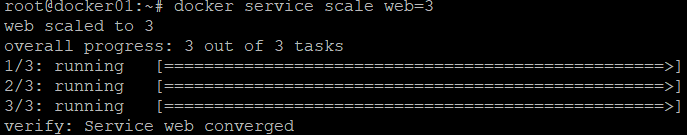 root@docker01:~# docker service scale web=3
web scaled to 3
overall progress: 3 out of 3 tasks
1/3: running   [==================================================>]
2/3: running   [==================================================>]
3/3: running   [==================================================>]
verify: Service web converged